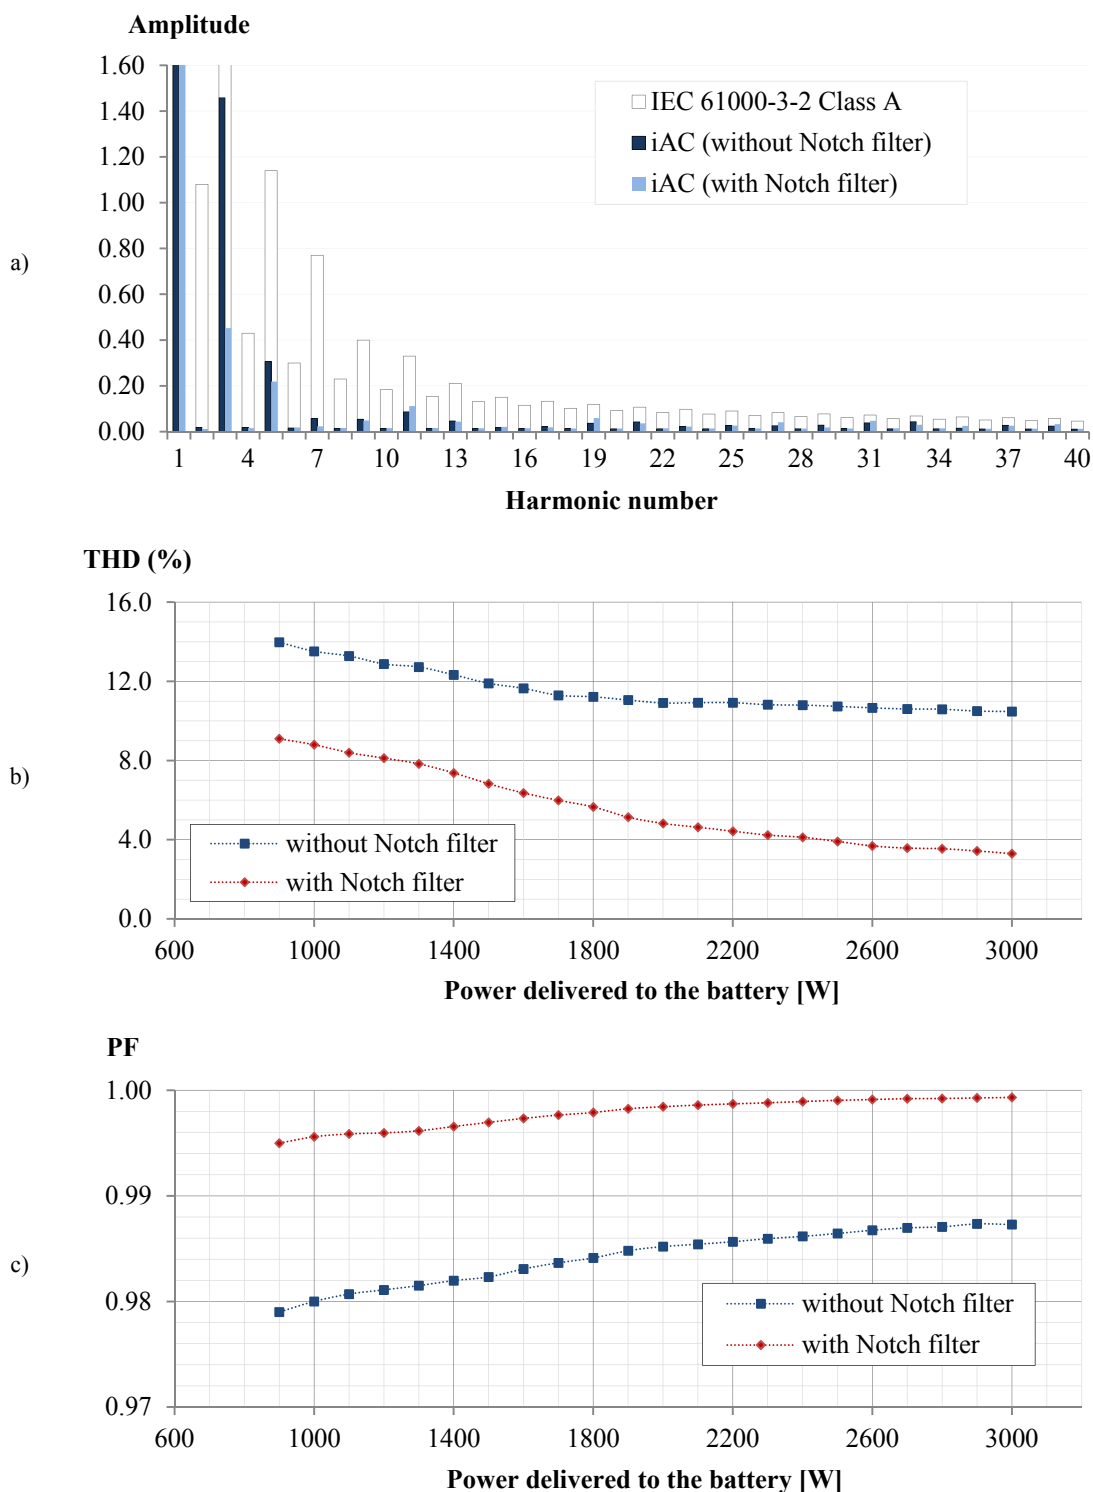 Amplitude
1.60
1.40
1.20
1.00
0.80
0.60
0.40
0.20
0.00
IEC 61000-3-2 Class A
iAC (without Notch filter)
iAC (with Notch filter)
a)
1 4 7 10 13 16 19 22 25 28 31 34 37 40
Harmonic number
THD (%)
16.0
12.0
8.0
4.0
0.0
b)
without Notch filter
with Notch filter
600 1000 1400 1800 2200 2600 3000
Power delivered to the battery [W]
PF
1.00
0.99
0.98
0.97
c)
without Notch filter
with Notch filter
600 1000 1400 1800 2200 2600 3000
Power delivered to the battery [W]